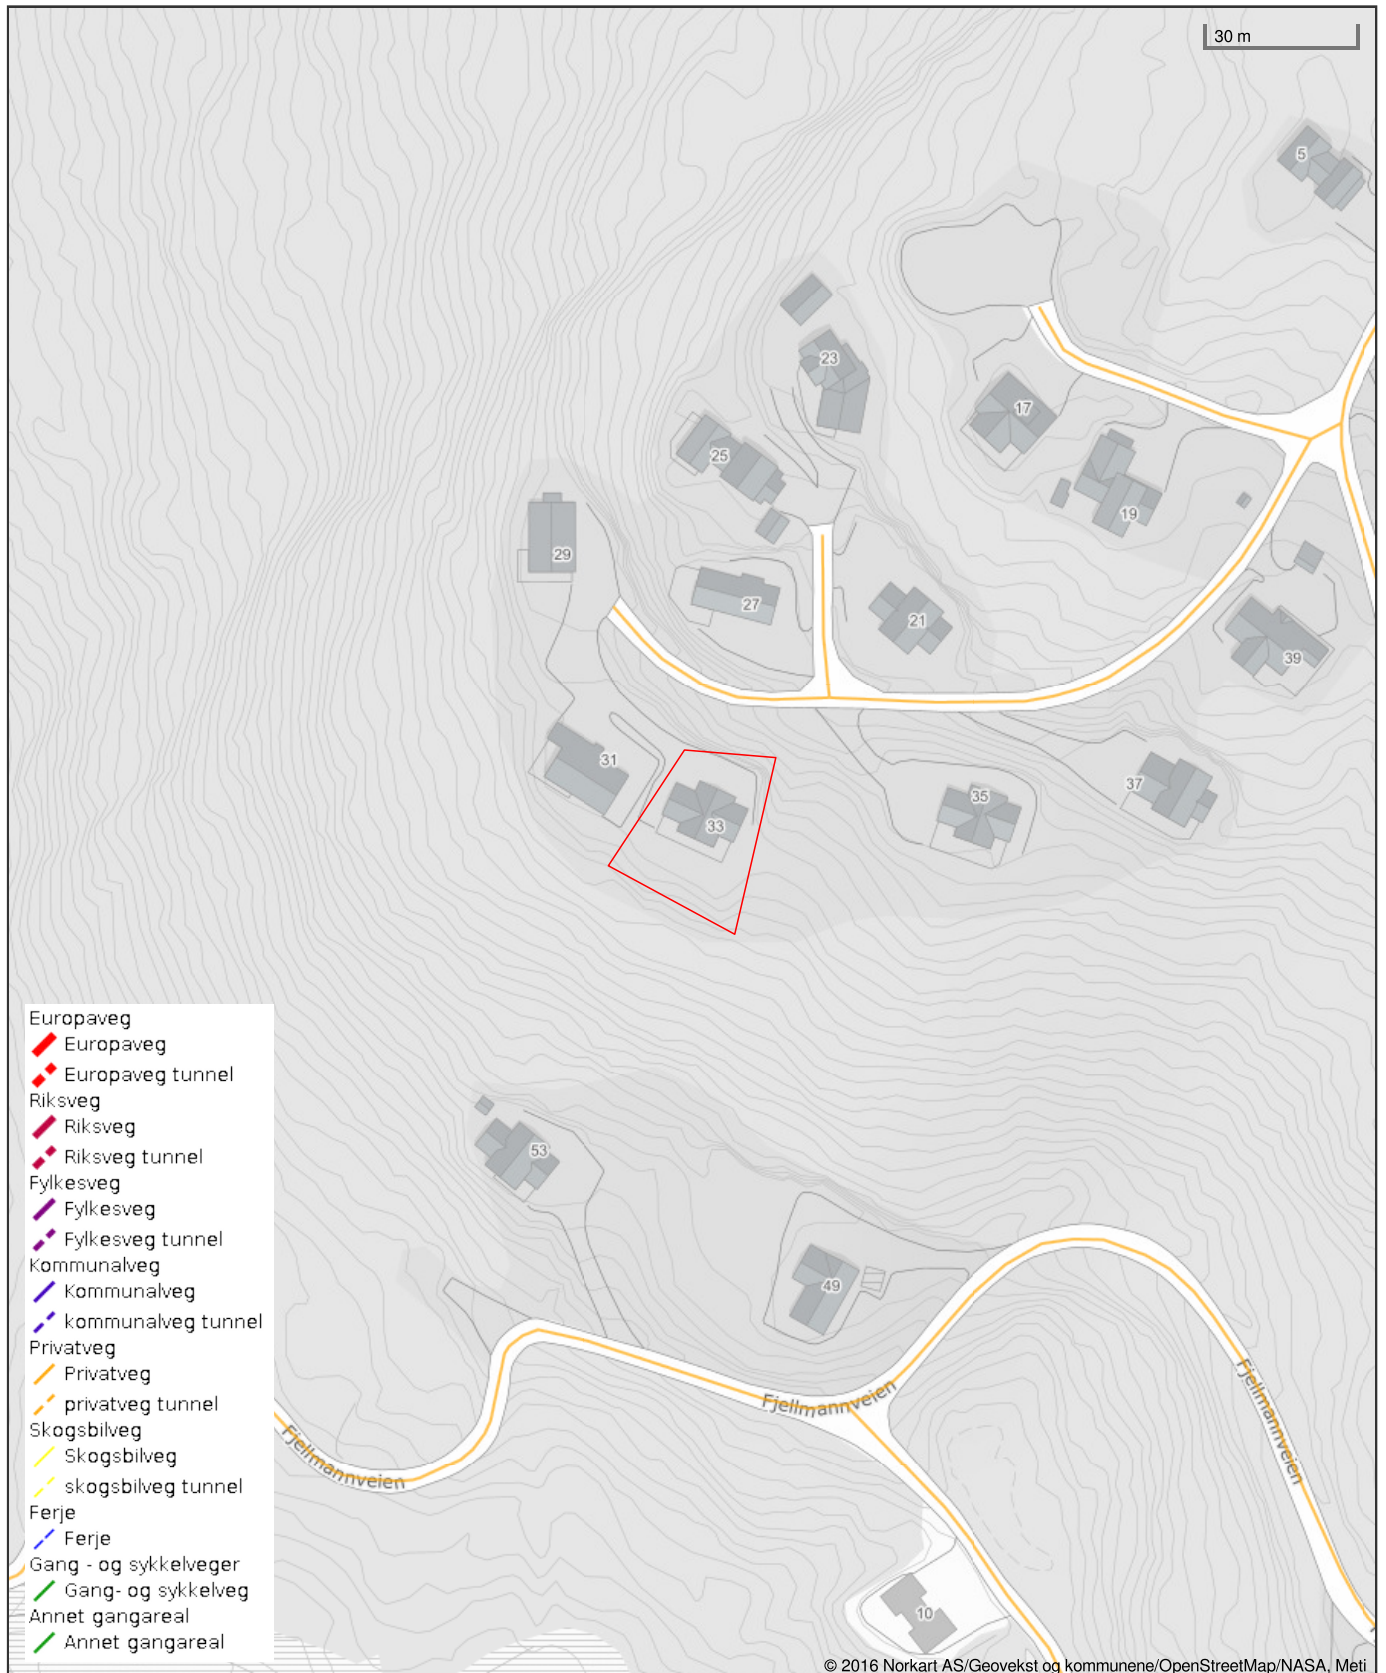 30 m
5
23
17
25
19
29
27
21
39
31
37
35
33
53
49
Fjellmannveien
Fjellmannveien
Fjellmannveien
10
Europaveg
Europaveg
Europaveg tunnel
Riksveg
Riksveg
Riksveg tunnel
Fylkesveg
Fylkesveg
Fylkesveg tunnel
Kommunalveg
Kommunalveg
kommunalveg tunnel
Privatveg
Privatveg
privatveg tunnel
Skogsbilveg
Skogsbilveg
skogsbilveg tunnel
Ferje
Ferje
Gang - og sykkelveger
Gang- og sykkelveg
Annet gangareal
Annet gangareal
© 2016 Norkart AS/Geovekst og kommunene/OpenStreetMap/NASA, Meti